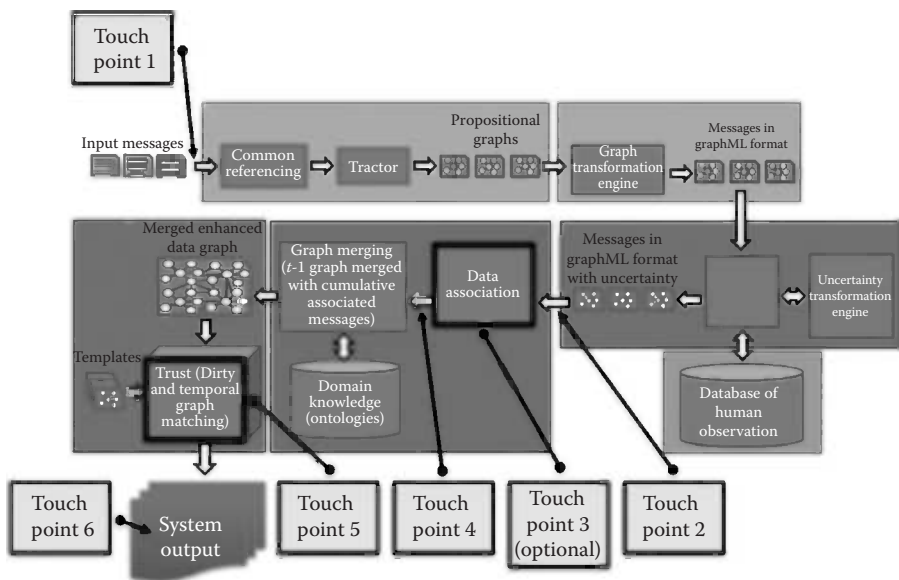 Touch
point 1
Input messages
Common
referencing
Tractor
Propositional
graphs
Graph
transformation
engine
Messages in
graphML format
Merged enhanced
data graph
Graph merging
(t-1 graph merged
with cumulative
associated
messages)
Data
association
Messages in
graphML format
with uncertainty
Uncertainty
transformation
engine
Templates
Trust (Dirty
and temporal
graph
matching)
Domain
knowledge
(ontologies)
Database of
human
observation
Touch
point 6
System
output
Touch
point 5
Touch
point 4
Touch
point 3
(optional)
Touch
point 2